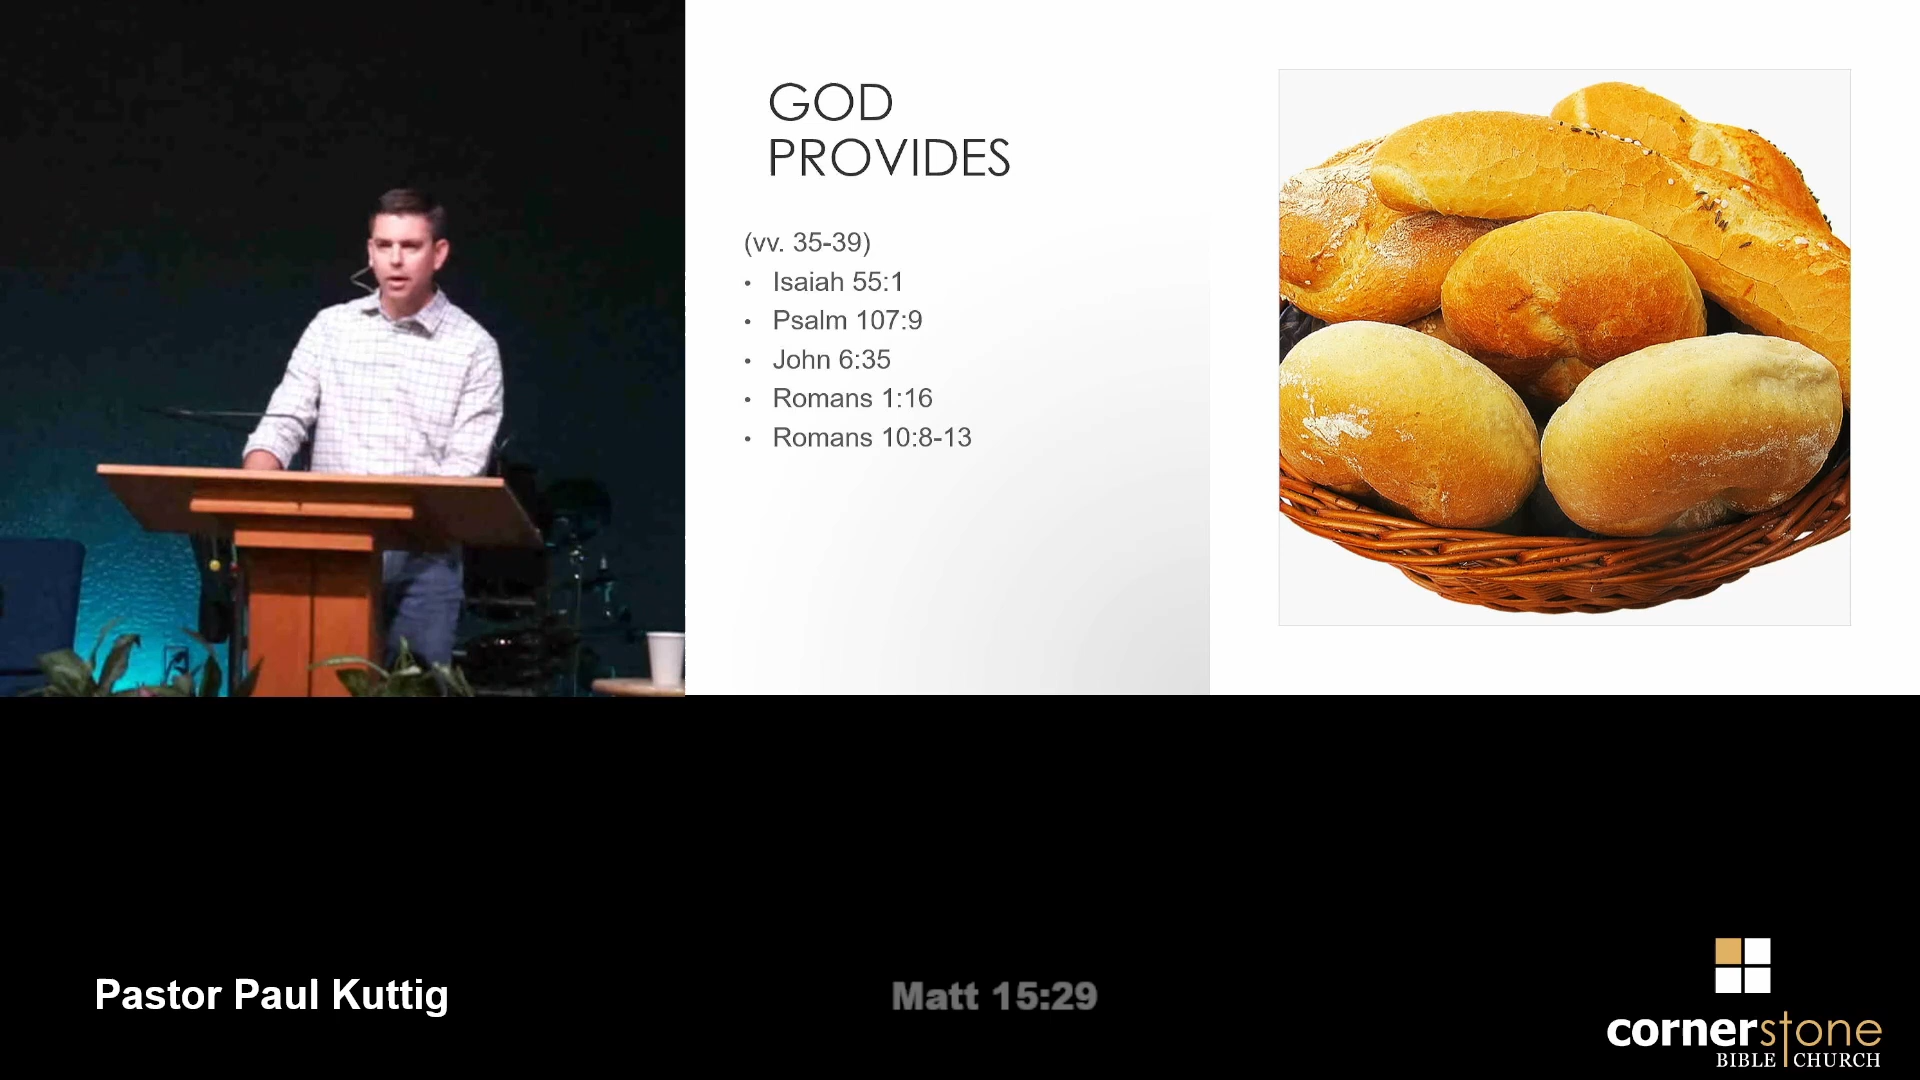 GOD
PROVIDES
(vv. 35-39)
• Isaiah 55:1
• Psalm 107:9
• John 6:35
• Romans 1:16
• Romans 10:8-13
Pastor Paul Kuttig
Matt 15:29
cornerstone
BIBLE CHURCH